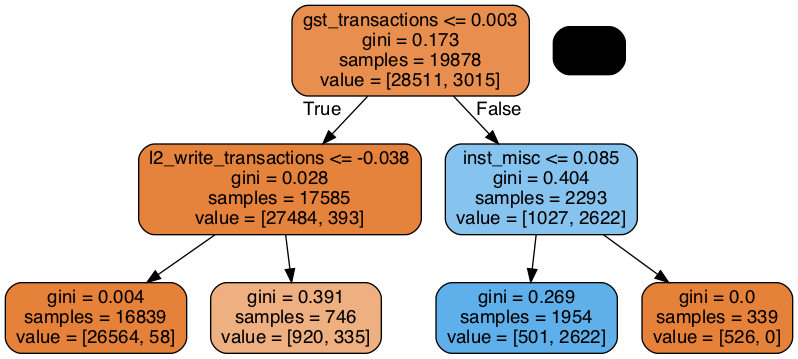 gst_transactions <= 0.003
gini = 0.173
samples = 19878
value = [28511, 3015]
True
False
l2_write_transactions <= -0.038
gini = 0.028
samples = 17585
value = [27484, 393]
inst_misc <= 0.085
gini = 0.404
samples = 2293
value = [1027, 2622]
gini = 0.004
samples = 16839
value = [26564, 58]
gini = 0.391
samples = 746
value = [920, 335]
gini = 0.269
samples = 1954
value = [501, 2622]
gini = 0.0
samples = 339
value = [526, 0]